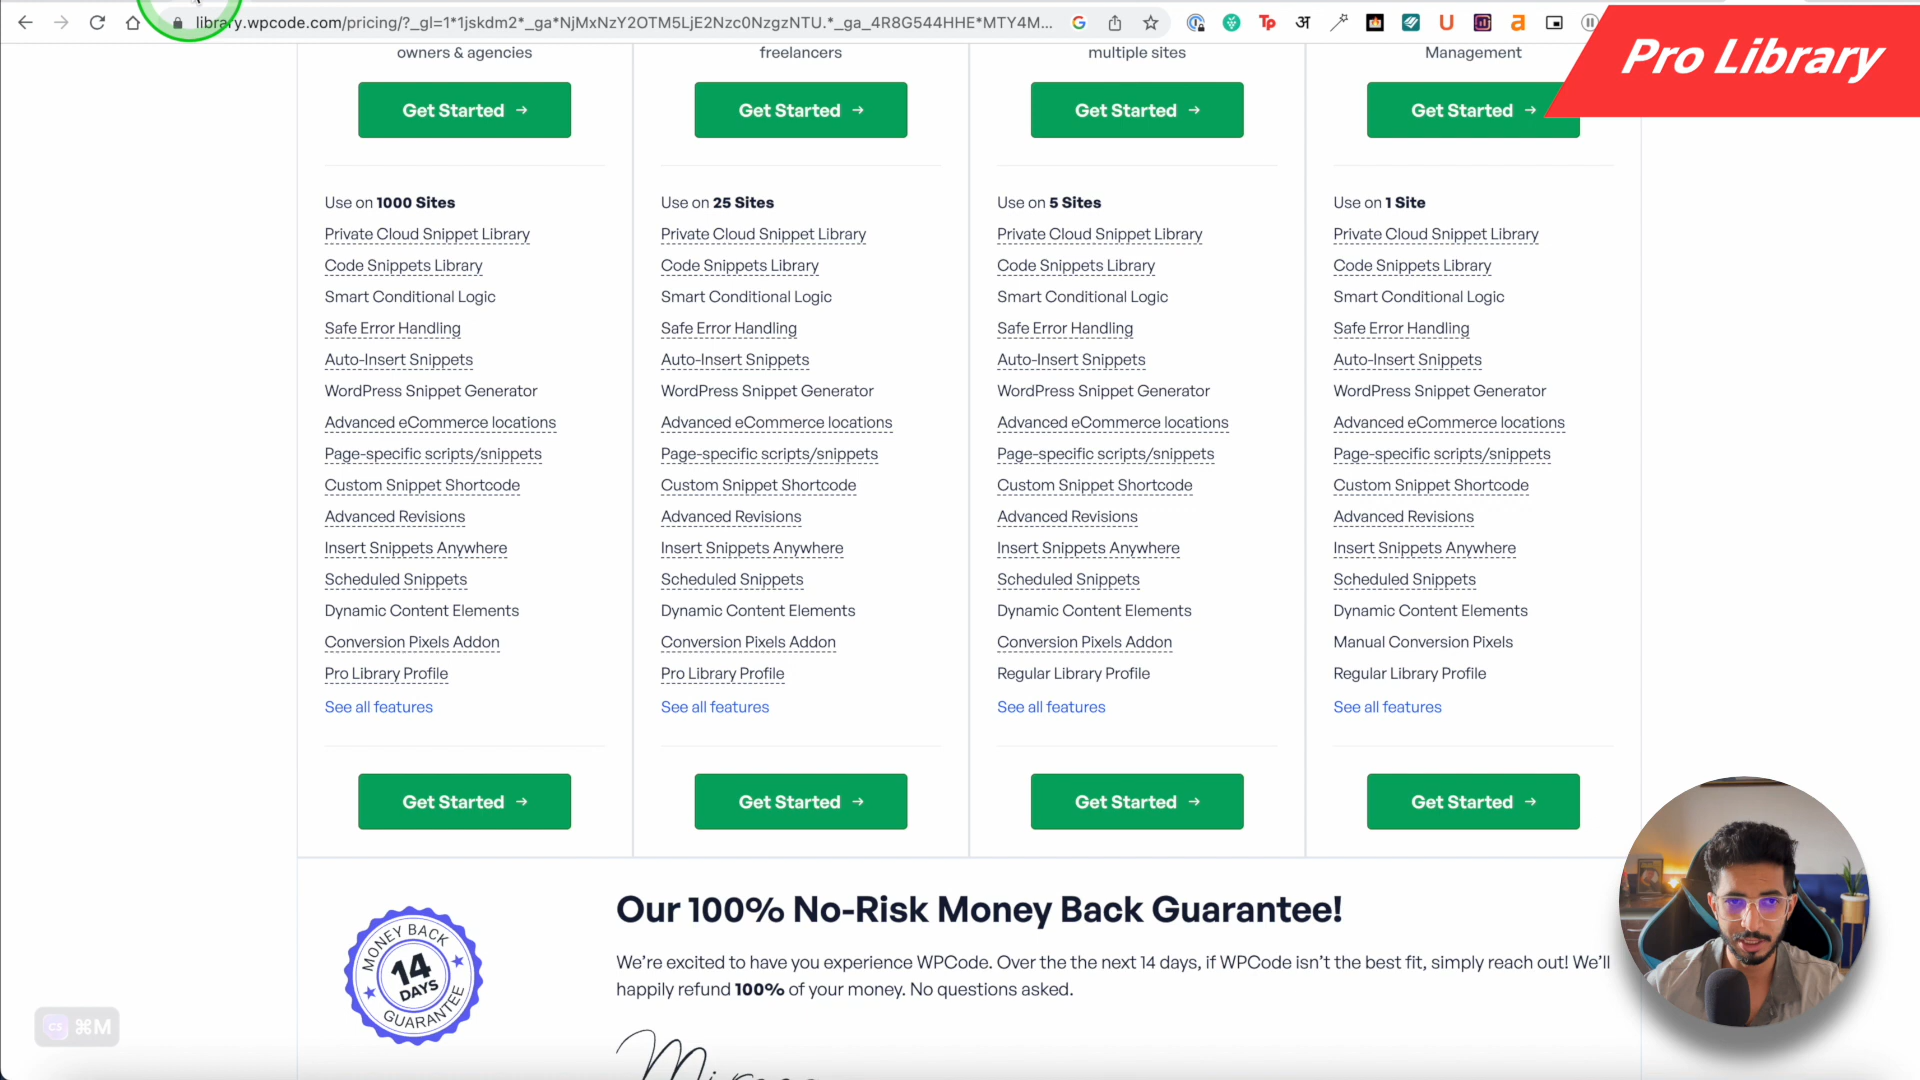 library.wpcode.com/pricing/?_gl=1*1jskdm2*_ga*NjMxNzY2OTM5LjE2Nzc0NzgzNTU.*_ga_4R8G544HHE*MTY4M...
Pro Library
owners & agencies
Get Started →
Use on 1000 Sites
Private Cloud Snippet Library
Code Snippets Library
Smart Conditional Logic
Safe Error Handling
Auto-Insert Snippets
WordPress Snippet Generator
Advanced eCommerce locations
Page-specific scripts/snippets
Custom Snippet Shortcode
Advanced Revisions
Insert Snippets Anywhere
Scheduled Snippets
Dynamic Content Elements
Conversion Pixels Addon
Pro Library Profile
See all features
Get Started →
freelancers
Get Started →
Use on 25 Sites
Private Cloud Snippet Library
Code Snippets Library
Smart Conditional Logic
Safe Error Handling
Auto-Insert Snippets
WordPress Snippet Generator
Advanced eCommerce locations
Page-specific scripts/snippets
Custom Snippet Shortcode
Advanced Revisions
Insert Snippets Anywhere
Scheduled Snippets
Dynamic Content Elements
Conversion Pixels Addon
Pro Library Profile
See all features
Get Started →
multiple sites
Get Started →
Use on 5 Sites
Private Cloud Snippet Library
Code Snippets Library
Smart Conditional Logic
Safe Error Handling
Auto-Insert Snippets
WordPress Snippet Generator
Advanced eCommerce locations
Page-specific scripts/snippets
Custom Snippet Shortcode
Advanced Revisions
Insert Snippets Anywhere
Scheduled Snippets
Dynamic Content Elements
Conversion Pixels Addon
Regular Library Profile
See all features
Get Started →
Management
Get Started →
Use on 1 Site
Private Cloud Snippet Library
Code Snippets Library
Smart Conditional Logic
Safe Error Handling
Auto-Insert Snippets
WordPress Snippet Generator
Advanced eCommerce locations
Page-specific scripts/snippets
Custom Snippet Shortcode
Advanced Revisions
Insert Snippets Anywhere
Scheduled Snippets
Dynamic Content Elements
Manual Conversion Pixels
Regular Library Profile
See all features
Get Started →
MONEY BACK
14
DAYS
GUARANTEE
Our 100% No-Risk Money Back Guarantee!
We're excited to have you experience WPCode. Over the the next 14 days, if WPCode isn't the best fit, simply reach out! We'll
happily refund 100% of your money. No questions asked.
⌘M